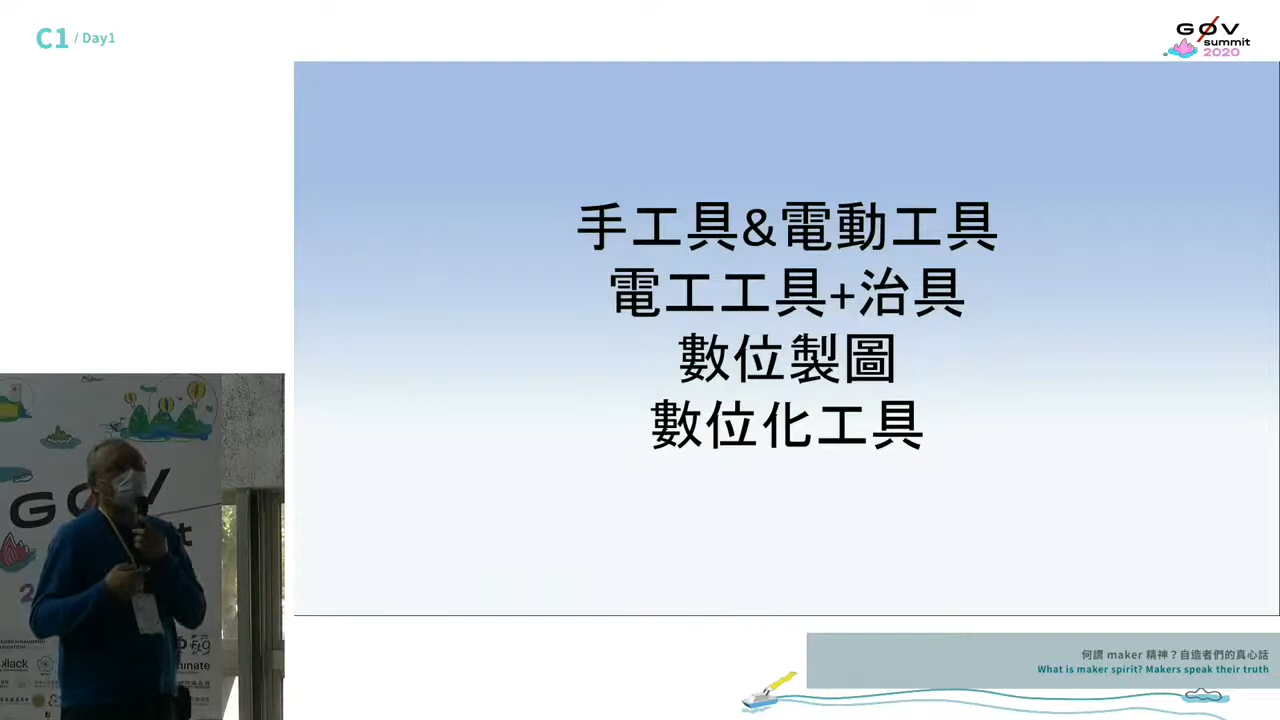 C1 / Day1
GØV
summit
2020
手工具&電動工具
電工工具+治具
數位製圖
數位化工具
GØV
何謂 maker 精神？自造者們的真心話
What is maker spirit? Makers speak their truth